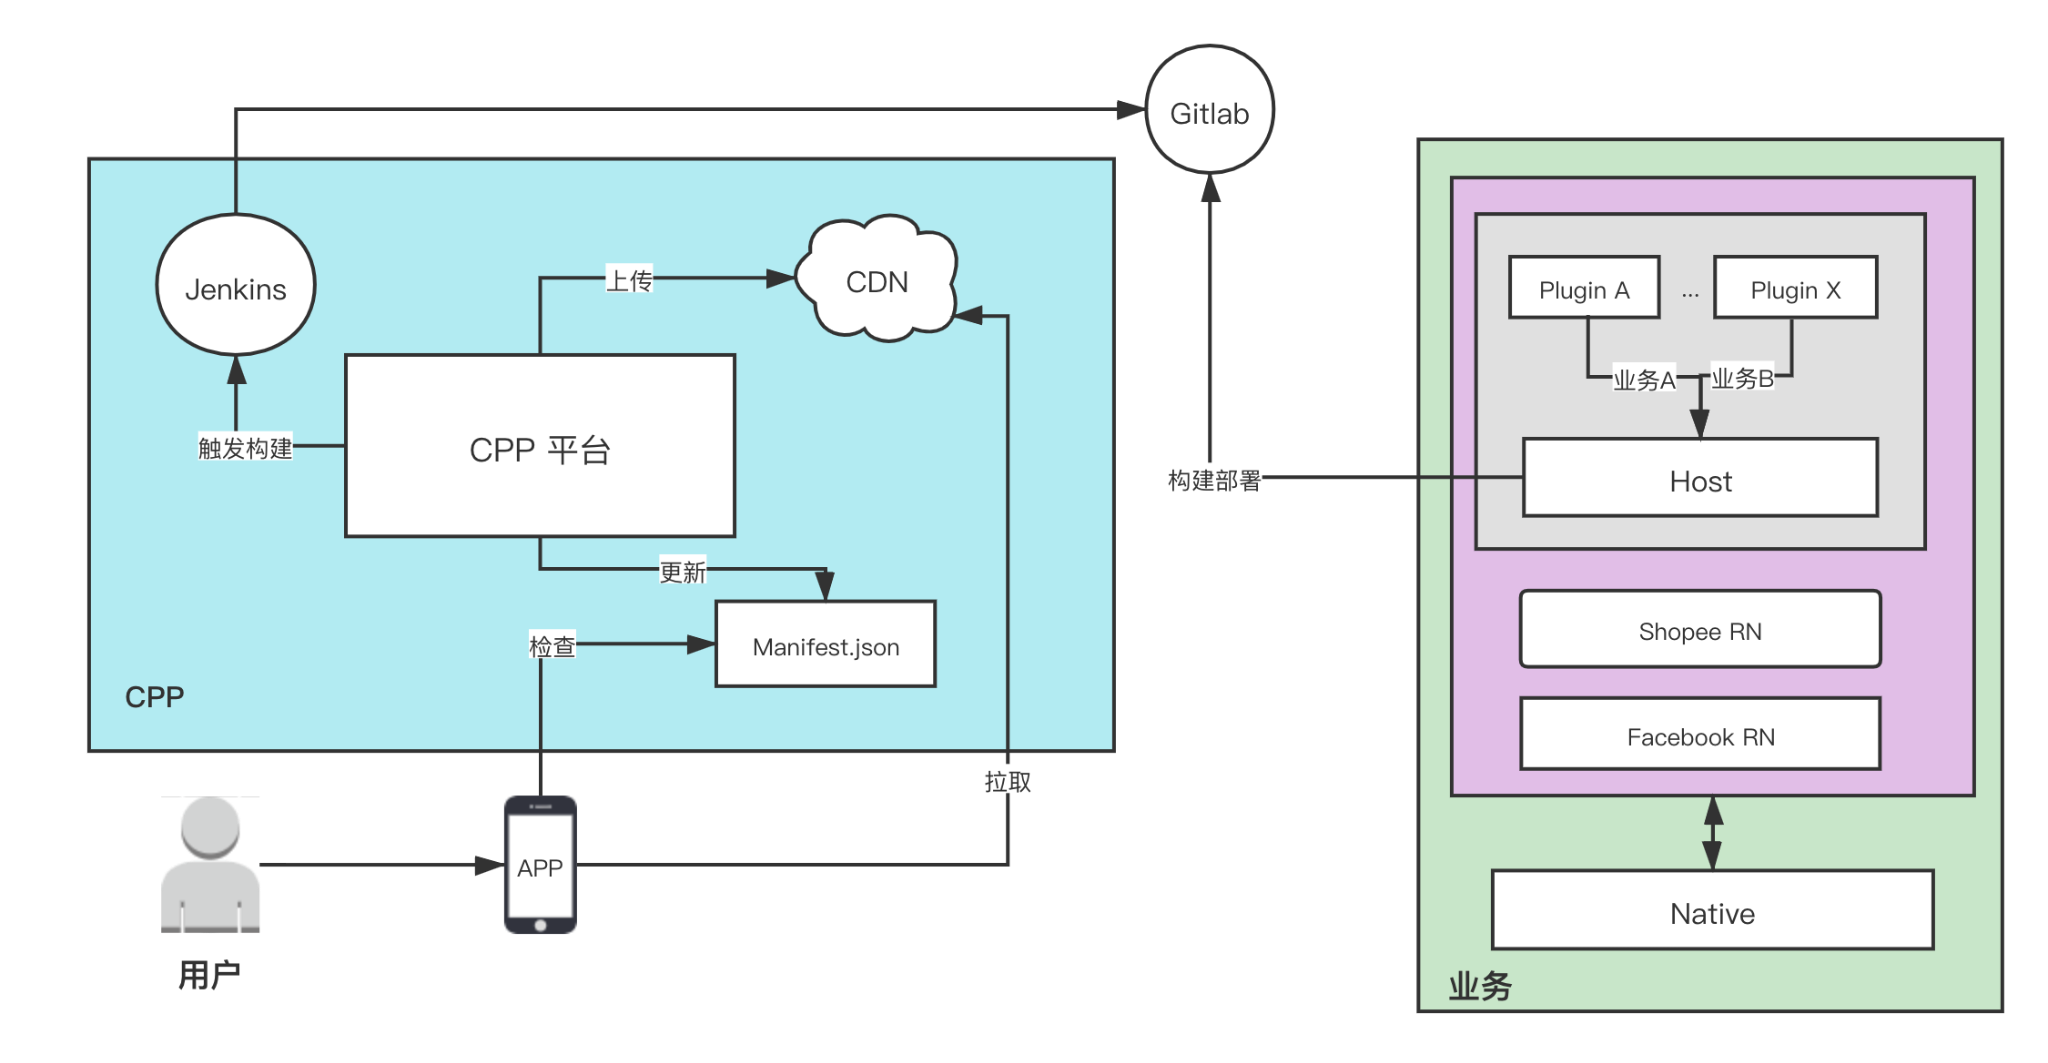 Gitlab
Jenkins
上传
CDN
触发构建
CPP 平台
更新
检查
Manifest.json
CPP
拉取
APP
用户
构建部署
Plugin A
...
Plugin X
业务A
业务B
Host
Shopee RN
Facebook RN
Native
业务